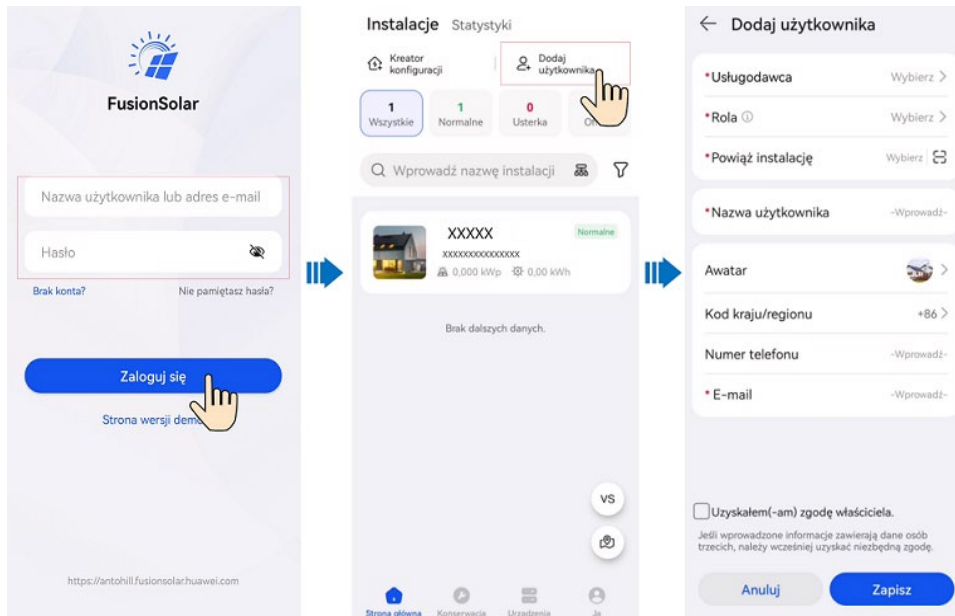 FusionSolar
Nazwa użytkownika lub adres e-mail
Hasło
Brak konta?
Nie pamiętasz hasła?
Zaloguj się
Strona wersji demo
https://antohill.fusionsolar.huawei.com
Instalacje
Statystyki
Kreator
konfiguracji
Dodaj
użytkownika
1
Wszystkie
1
Normalne
0
Usterka
Wprowadź nazwę instalacji
XXXXX
Normalne
xxxxxxxxxxxxxxx
0,000 kWp
0,00 kWh
Brak dalszych danych.
VS
Strona główna
Konserwacja
Urządzenia
Ja
Dodaj użytkownika
*Usługodawca
Wybierz >
*Rola
Wybierz >
*Powiąż instalację
Wybierz
*Nazwa użytkownika
-Wprowadź-
Awatar
>
Kod kraju/regionu
+86 >
Numer telefonu
-Wprowadź-
*E-mail
-Wprowadź-
Uzyskałem(-am) zgodę właściciela.
Jeśli wprowadzone informacje zawierają dane osób
trzecich, należy wcześniej uzyskać niezbędną zgodę.
Anuluj
Zapisz